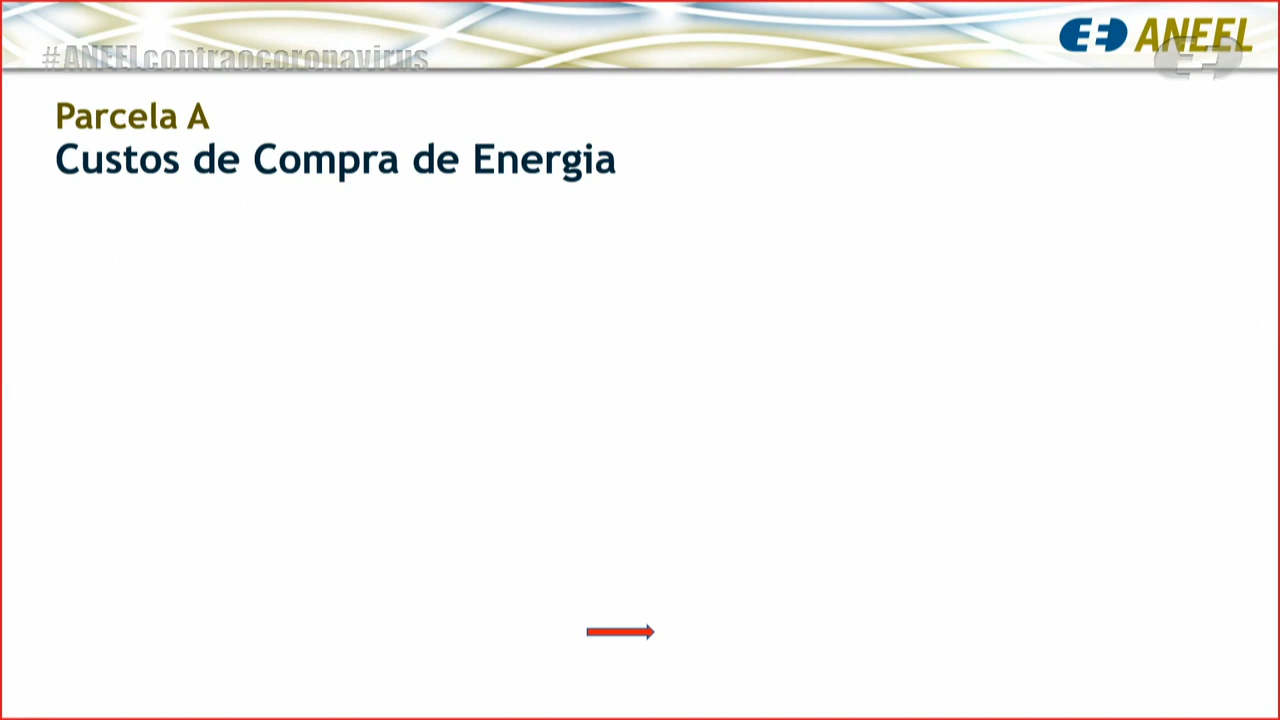 ANEEL
#ANEELcontraocoronavirus
Parcela A
Custos de Compra de Energia